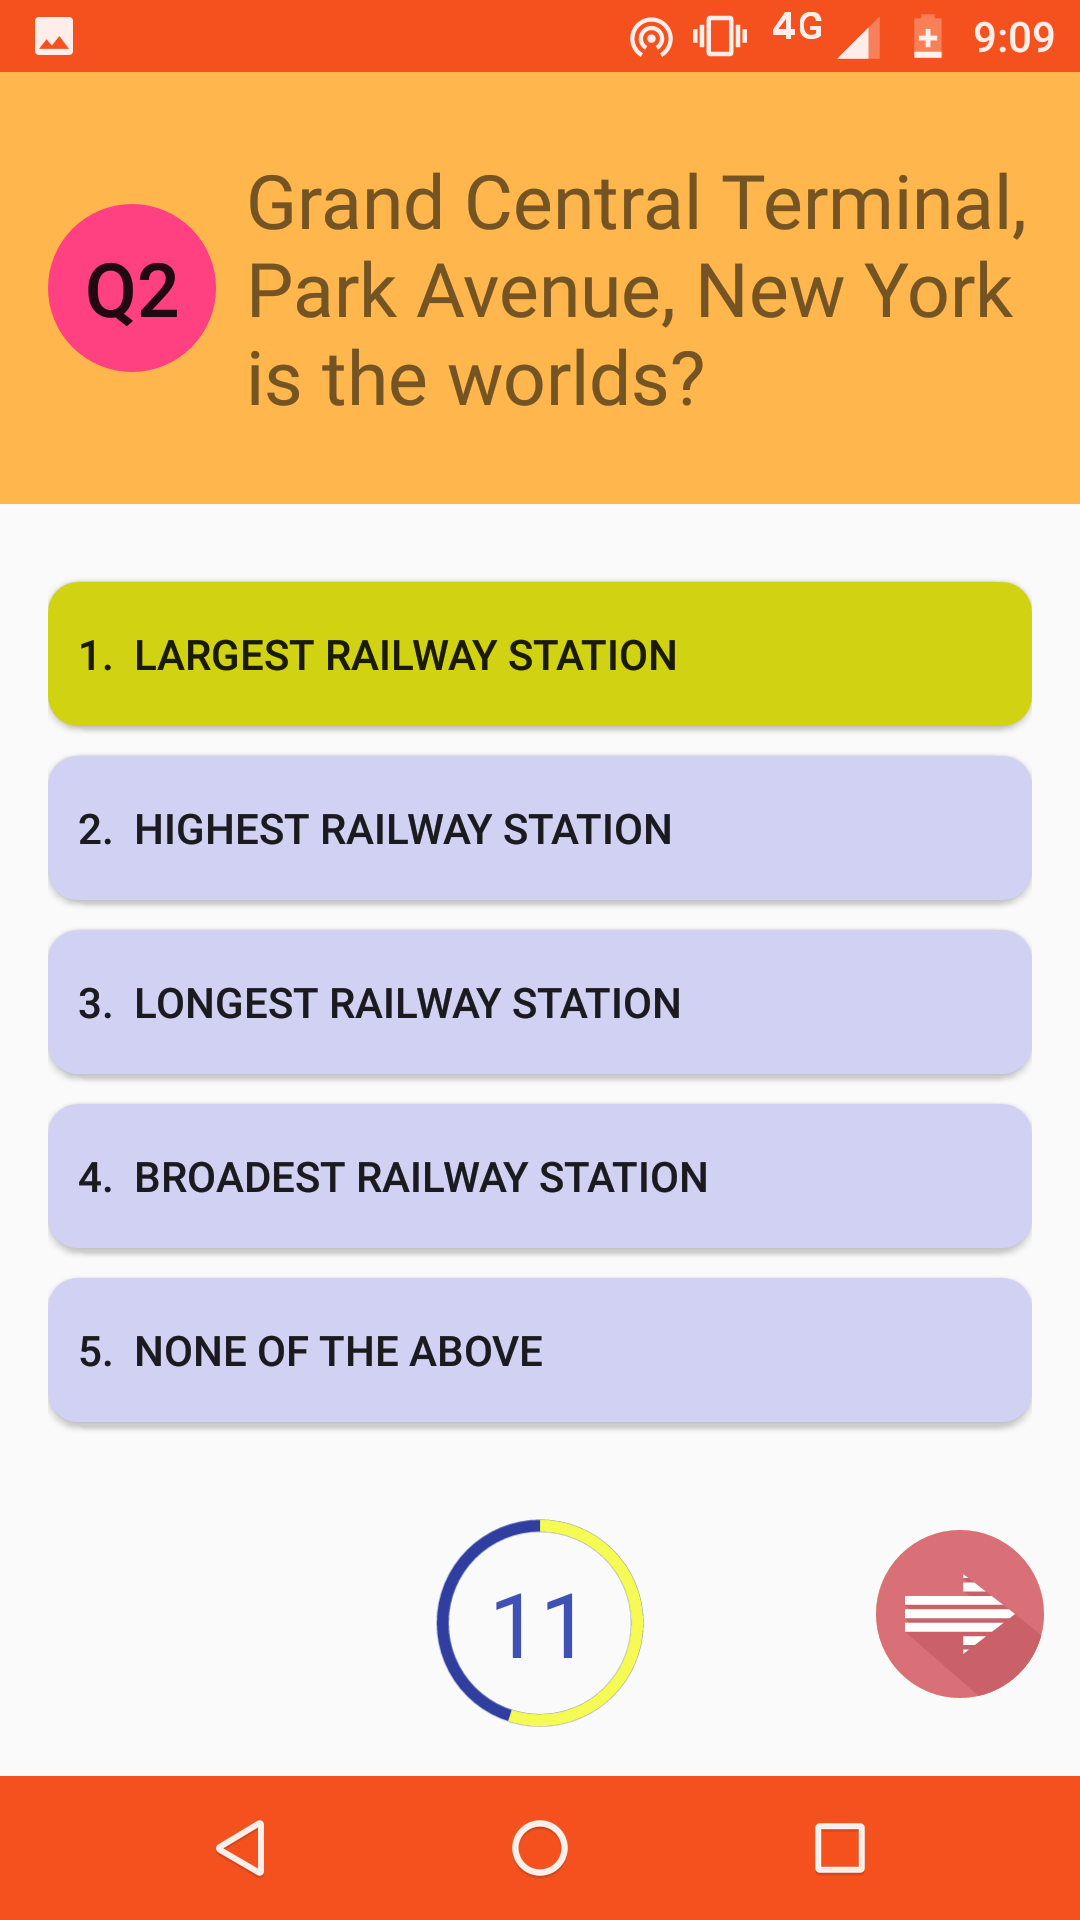 4G 9:09
Q2
Grand Central Terminal,
Park Avenue, New York
is the worlds?
1. LARGEST RAILWAY STATION
2. HIGHEST RAILWAY STATION
3. LONGEST RAILWAY STATION
4. BROADEST RAILWAY STATION
5. NONE OF THE ABOVE
11